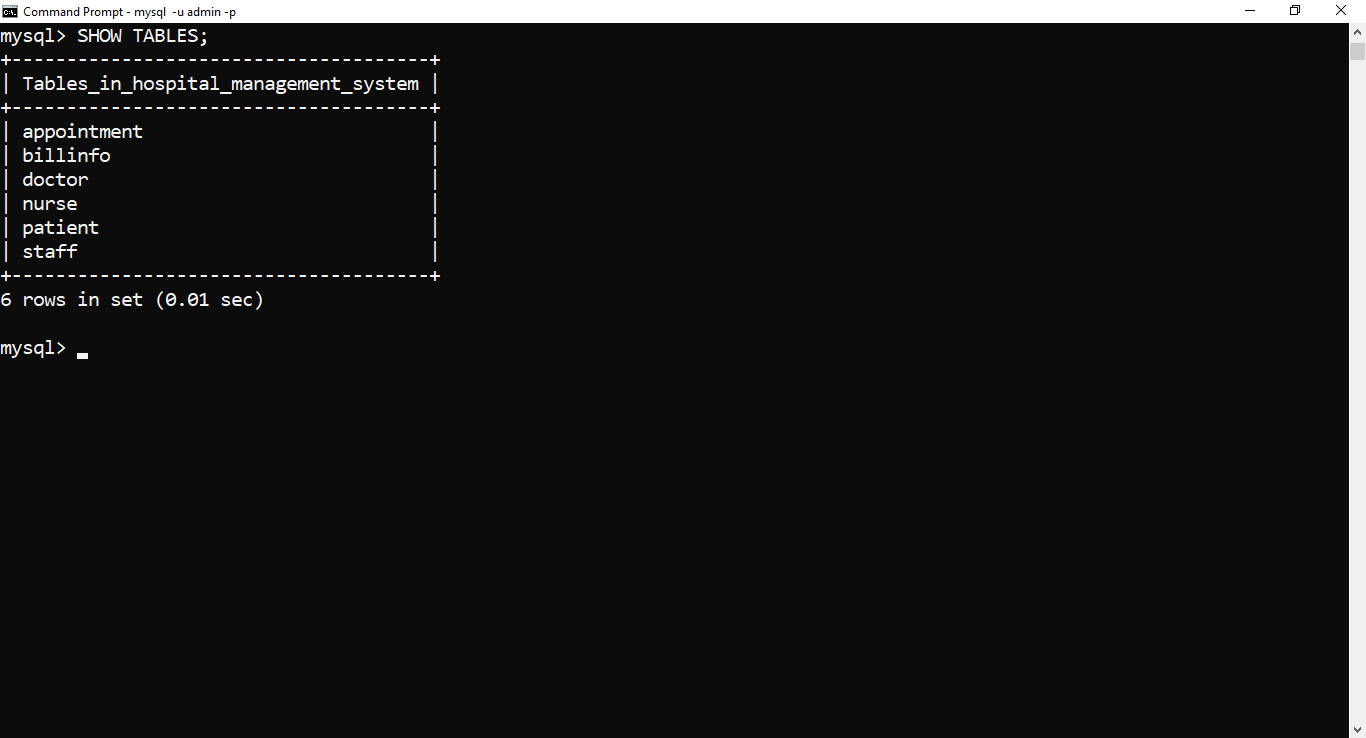 Command Prompt - mysql  -u admin -p
mysql> SHOW TABLES;
+--------------------------------------+
| Tables_in_hospital_management_system |
+--------------------------------------+
| appointment                          |
| billinfo                             |
| doctor                               |
| nurse                                |
| patient                              |
| staff                                |
+--------------------------------------+
6 rows in set (0.01 sec)
mysql>